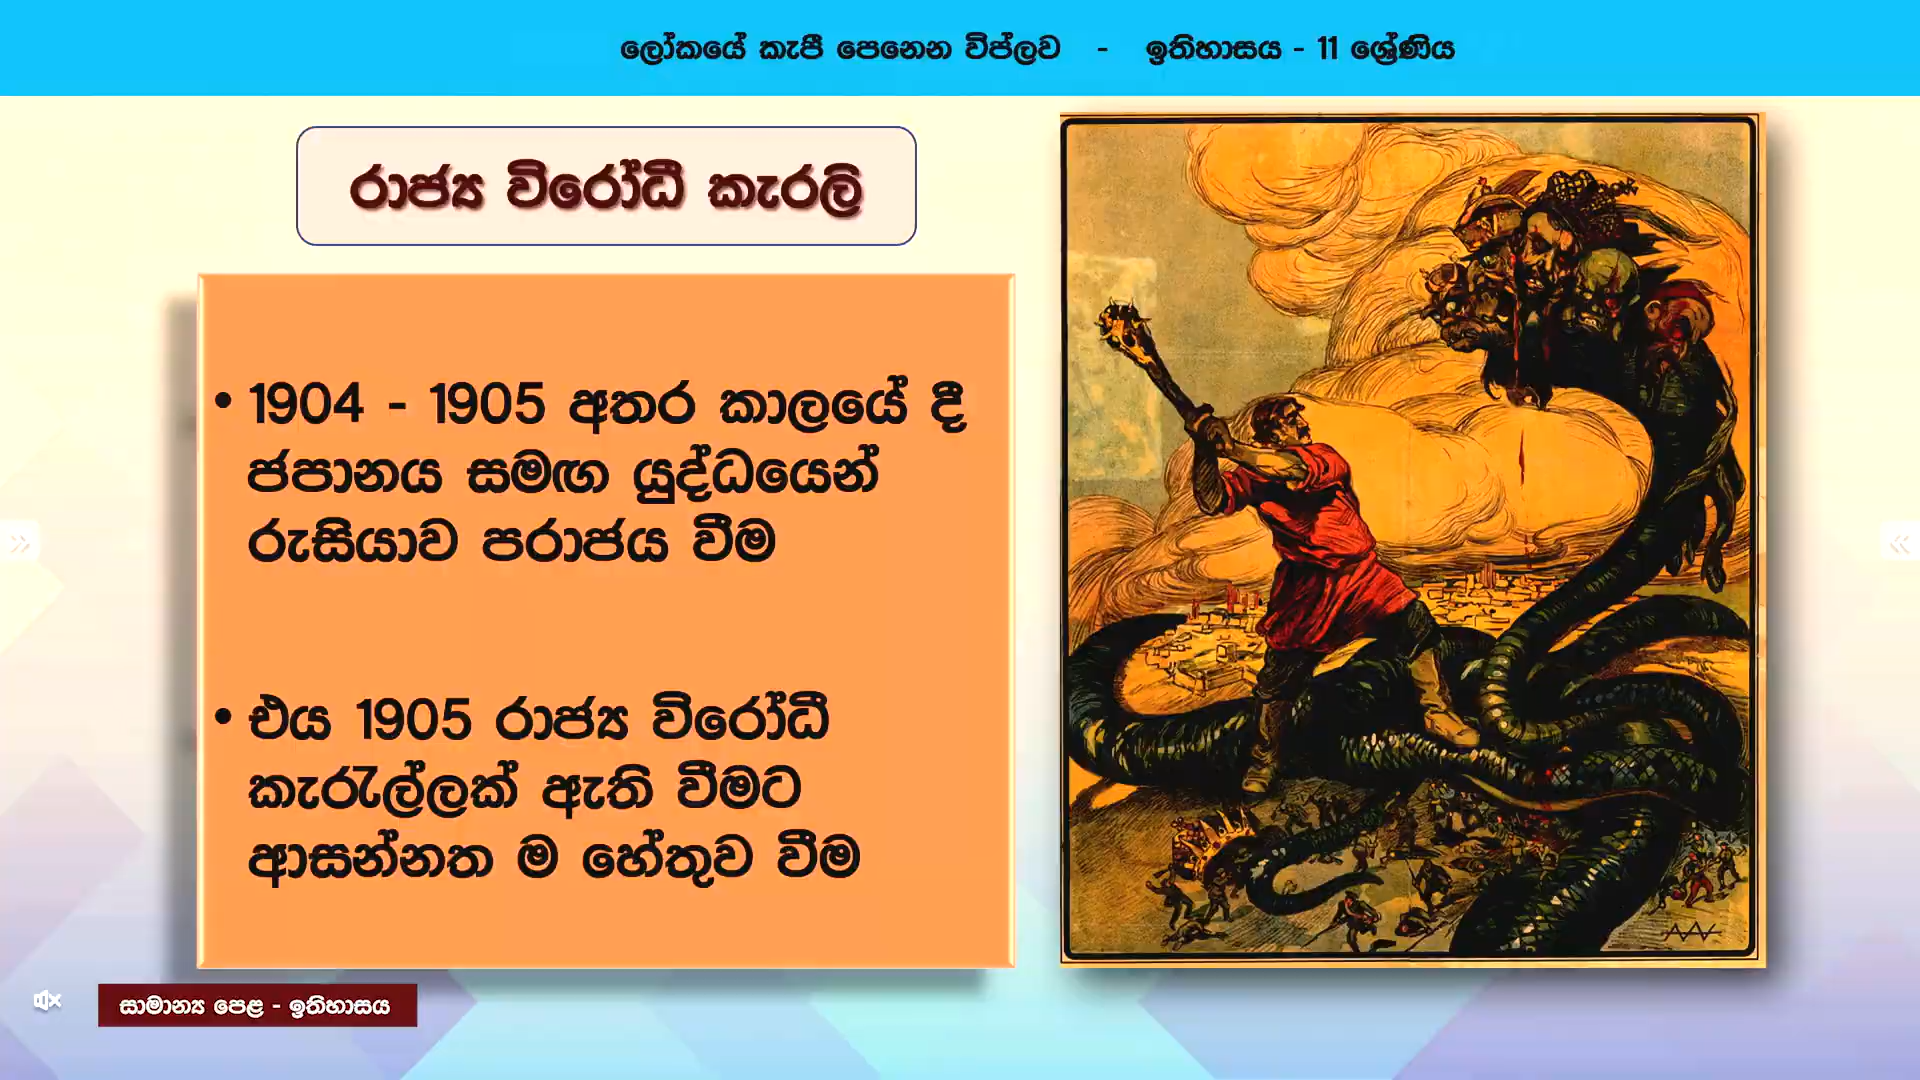 ලෝකයේ කැපී පෙනෙන විප්ලව - ඉතිහාසය - 11 ශ්‍රේණිය
රාජ්‍ය විරෝධී කැරලි
• 1904 - 1905 අතර කාලයේ දී
ජපානය සමඟ යුද්ධයෙන්
රුසියාව පරාජය වීම
• එය 1905 රාජ්‍ය විරෝධී
කැරැල්ලක් ඇති වීමට
ආසන්නත ම හේතුව වීම
සාමාන්‍ය පෙළ - ඉතිහාසය